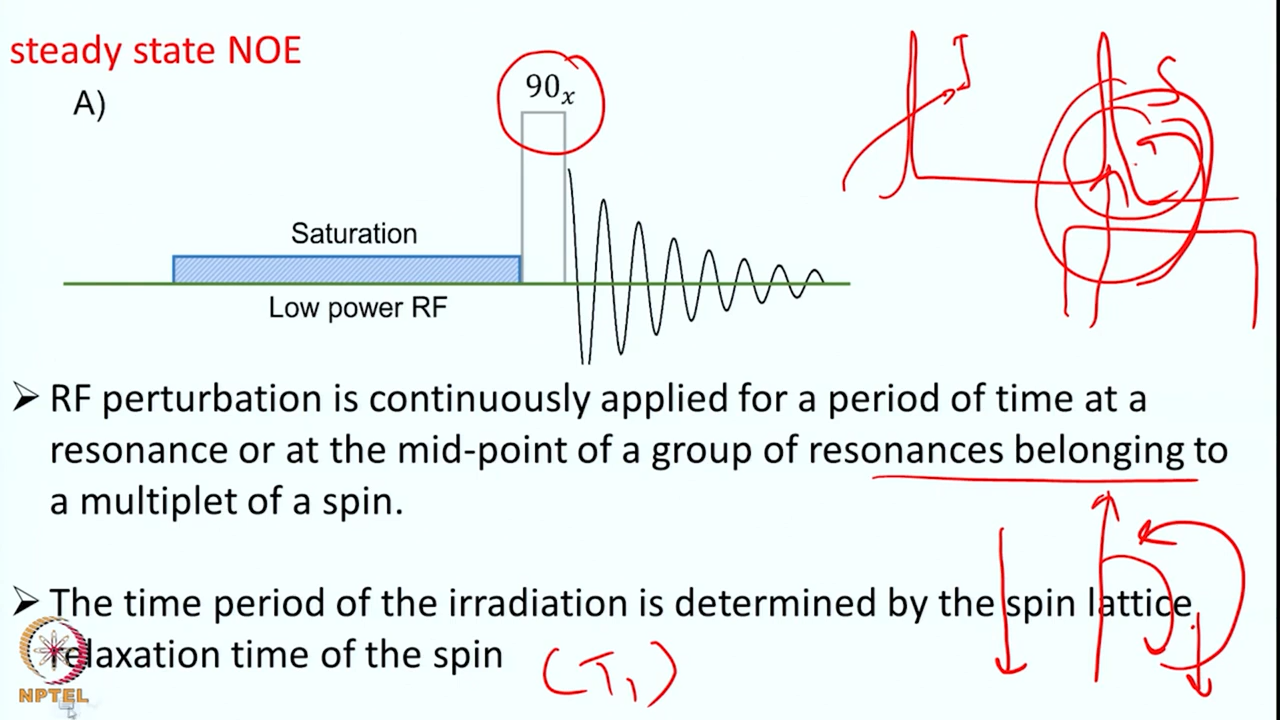 steady state NOE
A)
90ₓ
I
S
Saturation
Low power RF
➢ RF perturbation is continuously applied for a period of time at a
resonance or at the mid-point of a group of resonances belonging to
a multiplet of a spin.
➢ The time period of the irradiation is determined by the spin lattice
relaxation time of the spin
(T₁)
NPTEL